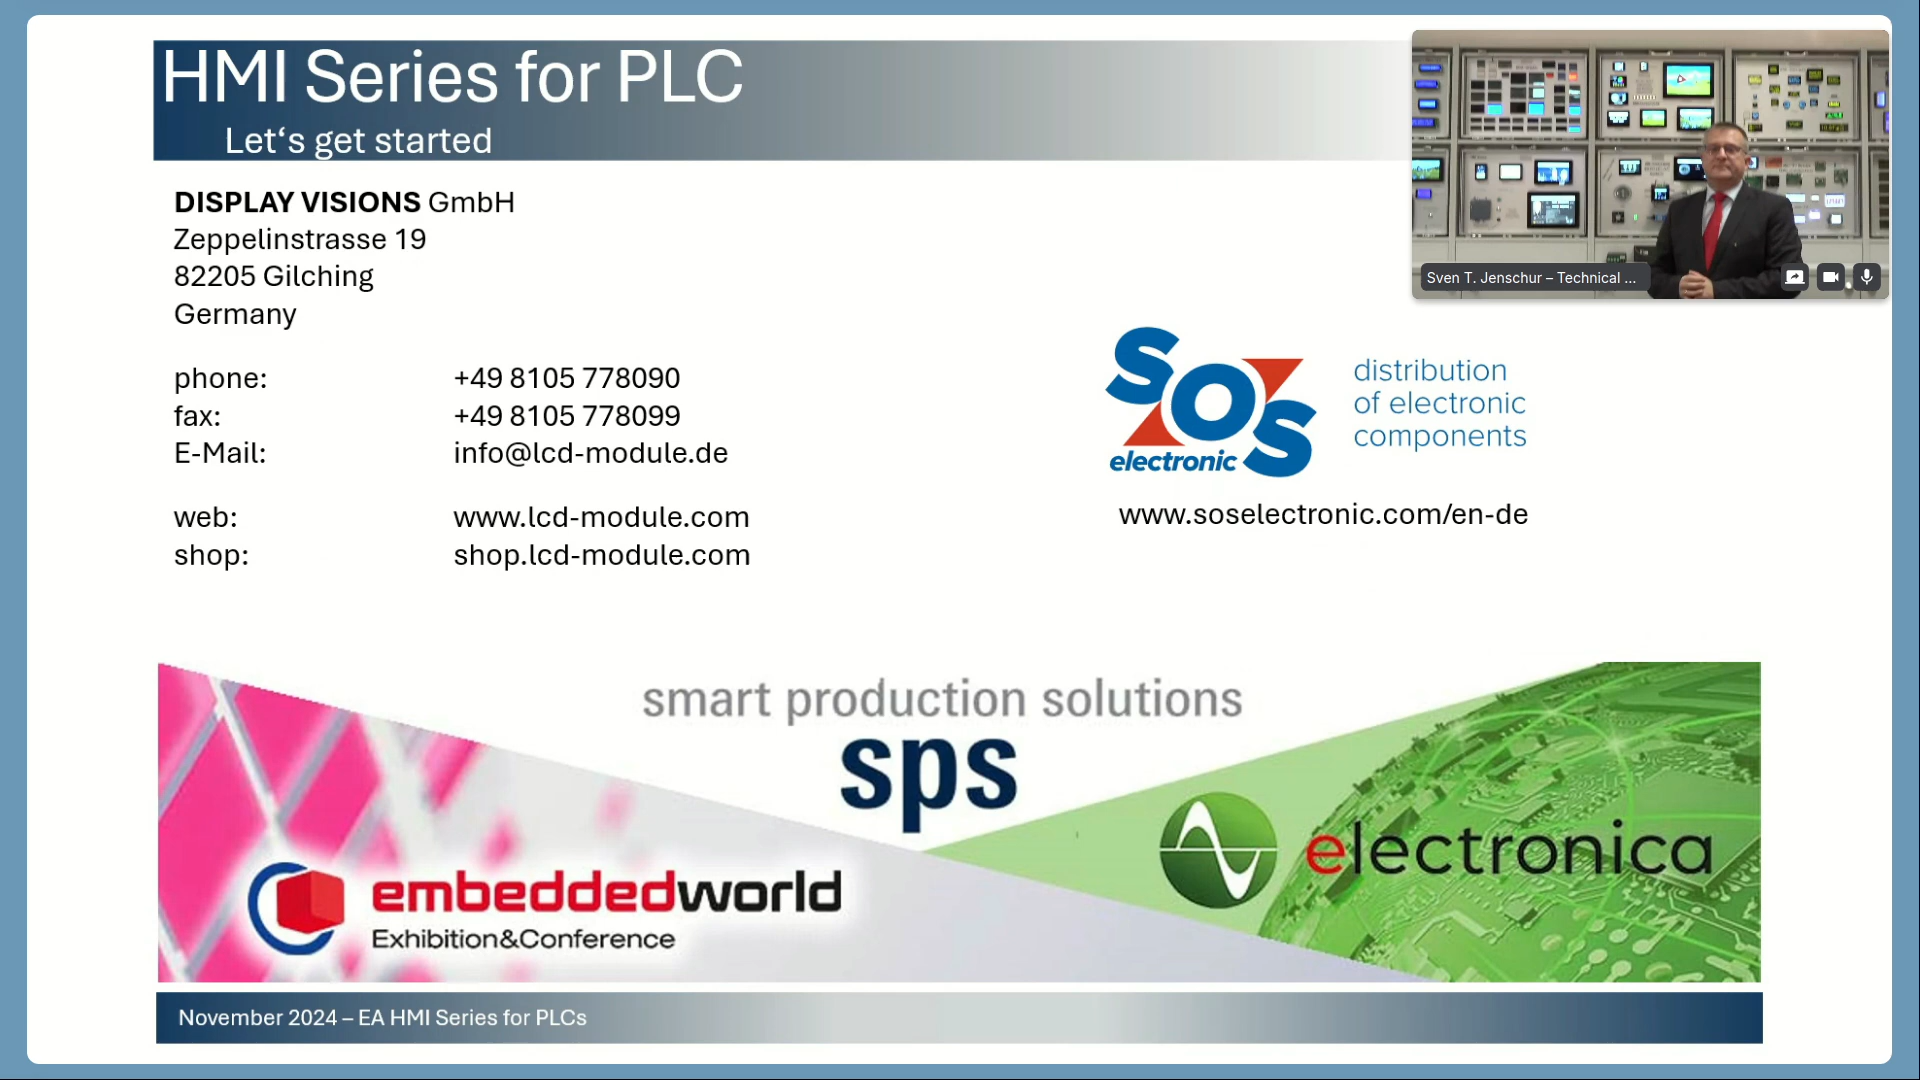 HMI Series for PLC
Let‘s get started
Sven T. Jenschur – Technical ...
DISPLAY VISIONS GmbH
Zeppelinstrasse 19
82205 Gilching
Germany
phone: +49 8105 778090
fax: +49 8105 778099
E-Mail: info@lcd-module.de
web: www.lcd-module.com
shop: shop.lcd-module.com
SOS
electronic
distribution
of electronic
components
www.soselectronic.com/en-de
smart production solutions
sps
embeddedworld
Exhibition&Conference
electronica
November 2024 – EA HMI Series for PLCs